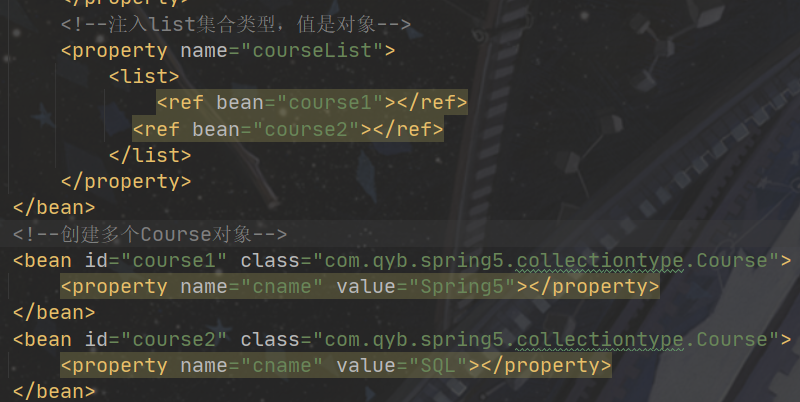 </property>
<!--注入list集合类型，值是对象-->
<property name="courseList">
<list>
<ref bean="course1"></ref>
<ref bean="course2"></ref>
</list>
</property>
</bean>
<!--创建多个Course对象-->
<bean id="course1" class="com.qyb.spring5.collectiontype.Course">
<property name="cname" value="Spring5"></property>
</bean>
<bean id="course2" class="com.qyb.spring5.collectiontype.Course">
<property name="cname" value="SQL"></property>
</bean>